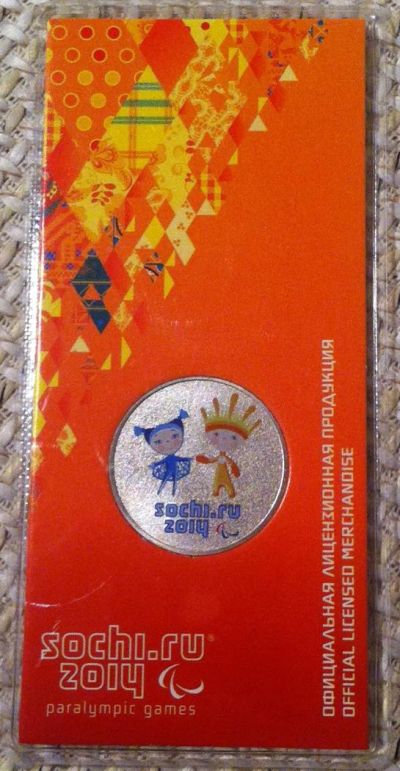 sochi.ru
2014
sochi.ru®
2014
paralympic games
ОФИЦИАЛЬНАЯ ЛИЦЕНЗИОННАЯ ПРОДУКЦИЯ
OFFICIAL LICENSED MERCHANDISE